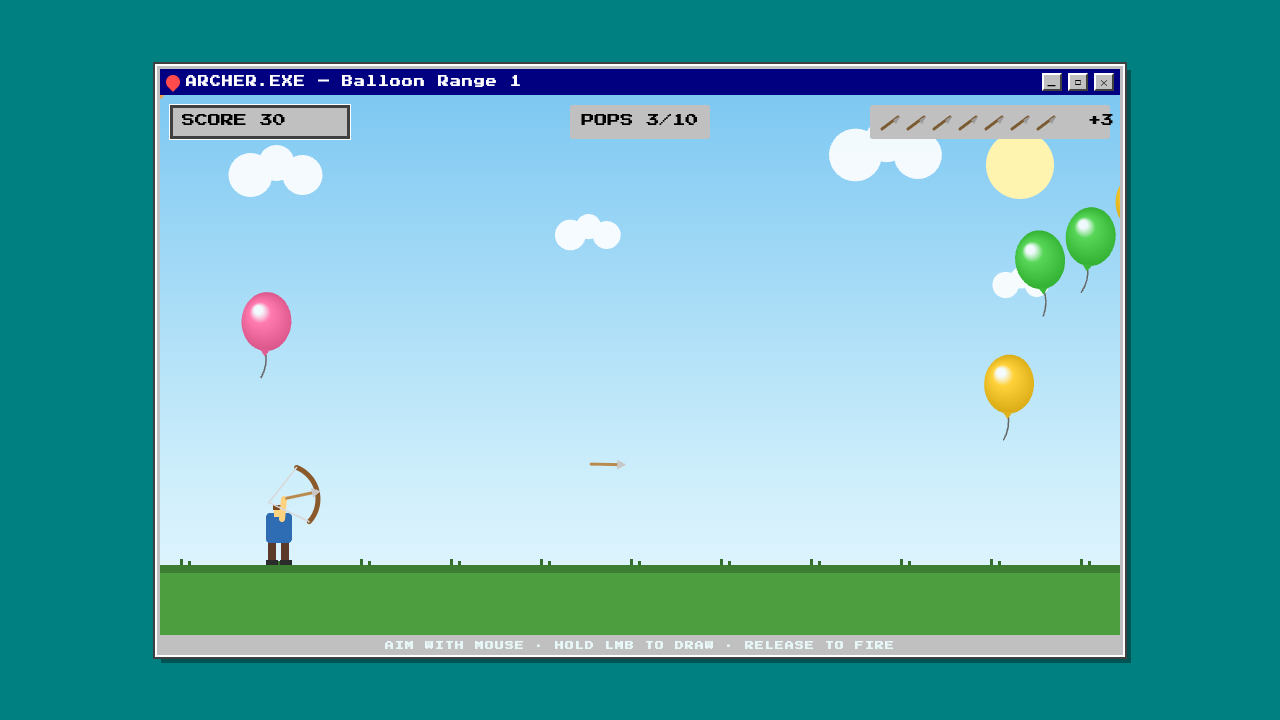 ARCHER.EXE — Balloon Range 1
SCORE 30
POPS 3/10
+3
AIM WITH MOUSE · HOLD LMB TO DRAW · RELEASE TO FIRE